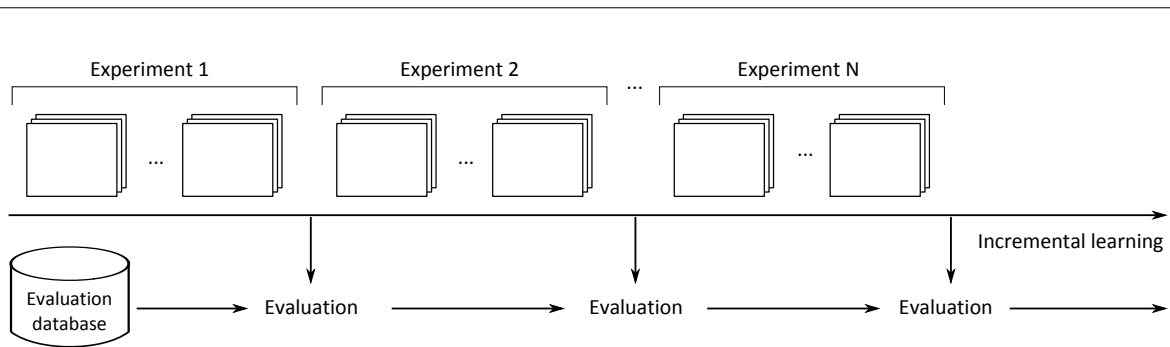 Experiment 1
Experiment 2
...
Experiment N
...
...
...
Incremental learning
Evaluation
database
Evaluation
Evaluation
Evaluation